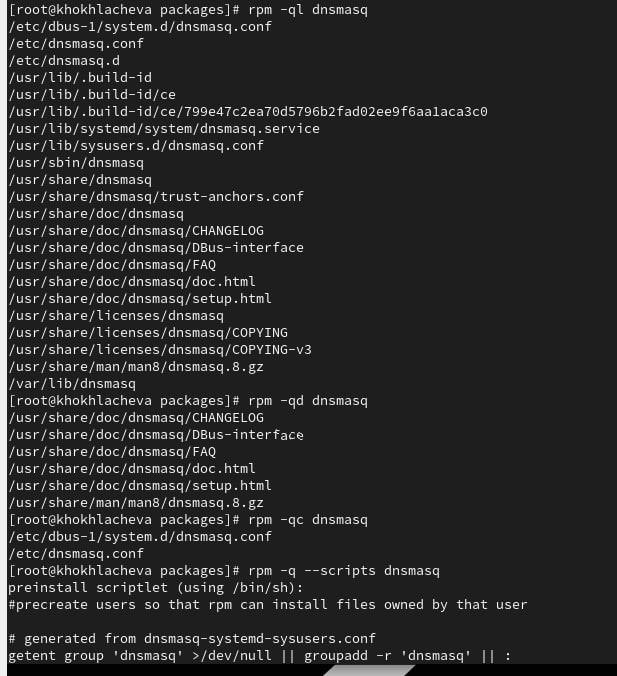 [root@khokhlacheva packages]# rpm -ql dnsmasq
/etc/dbus-1/system.d/dnsmasq.conf
/etc/dnsmasq.conf
/etc/dnsmasq.d
/usr/lib/.build-id
/usr/lib/.build-id/ce
/usr/lib/.build-id/ce/799e47c2ea70d5796b2fad02ee9f6aa1aca3c0
/usr/lib/systemd/system/dnsmasq.service
/usr/lib/sysusers.d/dnsmasq.conf
/usr/sbin/dnsmasq
/usr/share/dnsmasq
/usr/share/dnsmasq/trust-anchors.conf
/usr/share/doc/dnsmasq
/usr/share/doc/dnsmasq/CHANGELOG
/usr/share/doc/dnsmasq/DBus-interface
/usr/share/doc/dnsmasq/FAQ
/usr/share/doc/dnsmasq/doc.html
/usr/share/doc/dnsmasq/setup.html
/usr/share/licenses/dnsmasq
/usr/share/licenses/dnsmasq/COPYING
/usr/share/licenses/dnsmasq/COPYING-v3
/usr/share/man/man8/dnsmasq.8.gz
/var/lib/dnsmasq
[root@khokhlacheva packages]# rpm -qd dnsmasq
/usr/share/doc/dnsmasq/CHANGELOG
/usr/share/doc/dnsmasq/DBus-interface
/usr/share/doc/dnsmasq/FAQ
/usr/share/doc/dnsmasq/doc.html
/usr/share/doc/dnsmasq/setup.html
/usr/share/man/man8/dnsmasq.8.gz
[root@khokhlacheva packages]# rpm -qc dnsmasq
/etc/dbus-1/system.d/dnsmasq.conf
/etc/dnsmasq.conf
[root@khokhlacheva packages]# rpm -q --scripts dnsmasq
preinstall scriptlet (using /bin/sh):
#precreate users so that rpm can install files owned by that user

# generated from dnsmasq-systemd-sysusers.conf
getent group 'dnsmasq' >/dev/null || groupadd -r 'dnsmasq' || :